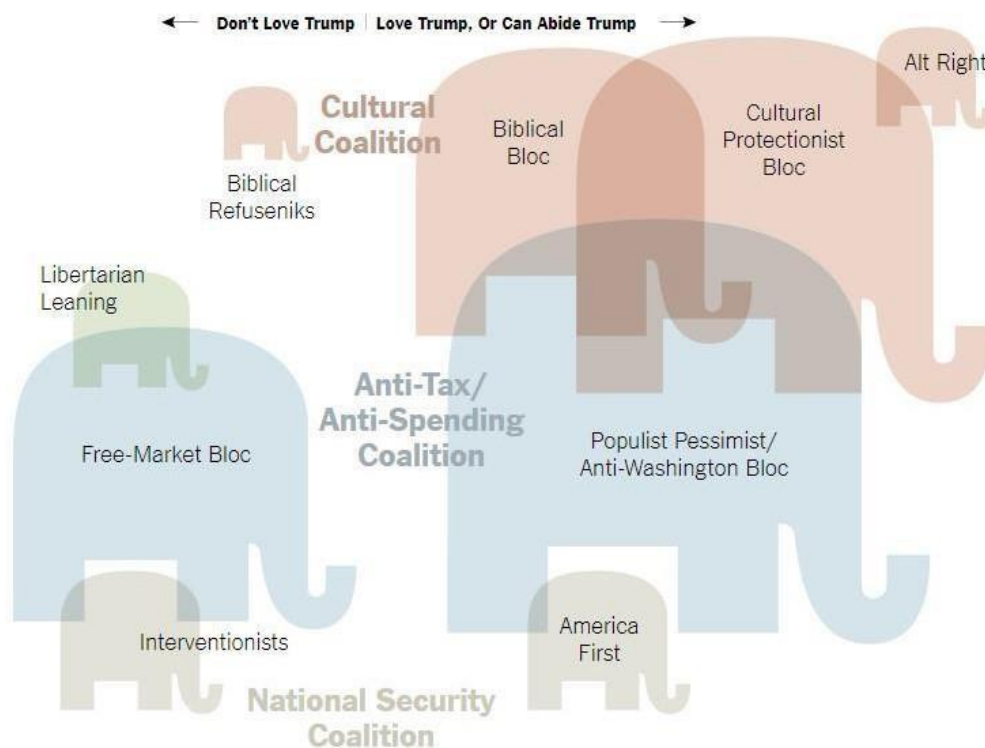 Don't Love Trump | Love Trump, Or Can Abide Trump
Alt Right
Cultural
Coalition
Biblical
Bloc
Cultural
Protectionist
Bloc
Biblical
Refuseniks
Libertarian
Leaning
Anti-Tax/
Anti-Spending
Coalition
Free-Market Bloc
Populist Pessimist/
Anti-Washington Bloc
Interventionists
America
First
National Security
Coalition